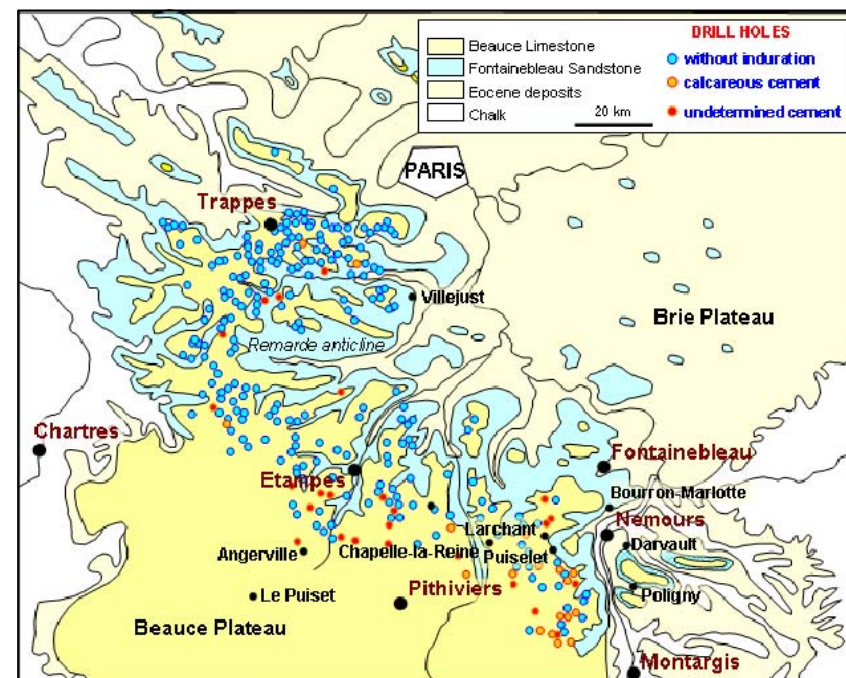 DRILL HOLES
Beauce Limestone
without induration
Fontainebleau Sandstone
calcareous cement
Eocene deposits
Chalk
20 km
undetermined cement
PARIS
Trappes
Villejust
Brie Plateau
Remarde anticline
Chartres
Fontainebleau
Etampes
Bourron-Marlotte
Larchant
Nemours
Angerville
Chapelle-la-Reine
Puiselet
Darvault
Le Puiset
Pithiviers
Poligny
Beauce Plateau
Montargis